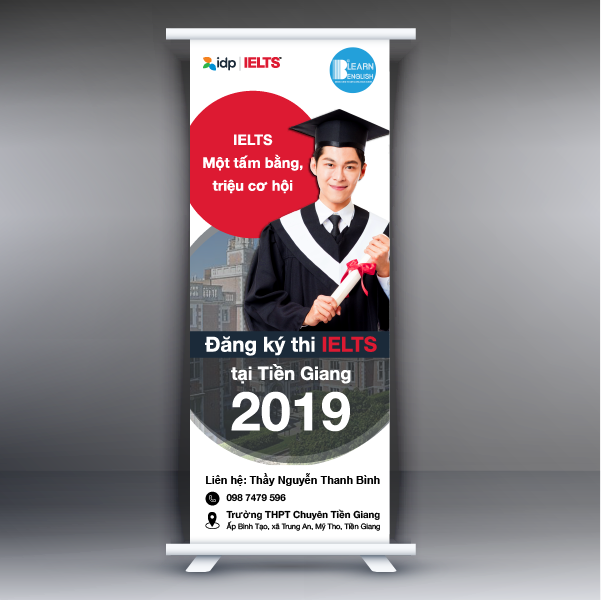 idp | IELTS
LEARN
ENGLISH
IELTS
Một tấm bằng,
triệu cơ hội
Đăng ký thi IELTS
tại Tiền Giang
2019
Liên hệ: Thầy Nguyễn Thanh Bình
098 7479 596
Trường THPT Chuyên Tiền Giang
Ấp Bình Tạo, xã Trung An, Mỹ Tho, Tiền Giang